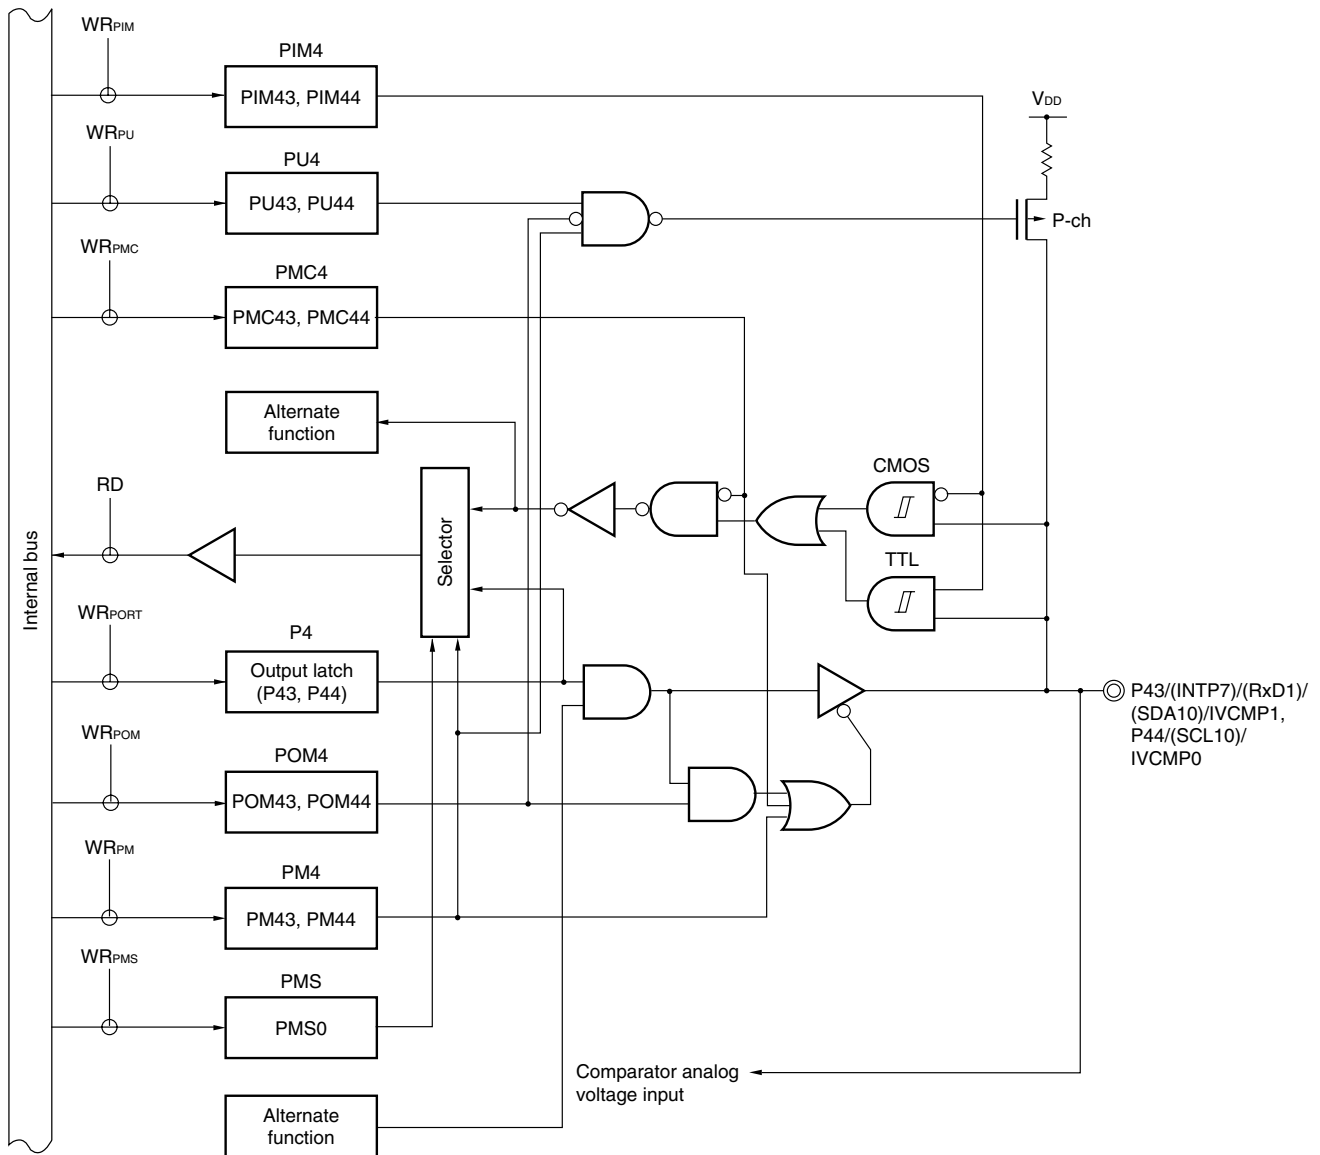 WRPIM
PIM4
PIM43, PIM44
VDD
WRPU
PU4
PU43, PU44
P-ch
WRPMC
PMC4
PMC43, PMC44
Alternate
function
CMOS
RD
Selector
TTL
Internal bus
WRPORT
P4
Output latch
(P43, P44)
P43/(INTP7)/(RxD1)/
(SDA10)/IVCMP1,
P44/(SCL10)/
IVCMP0
WRPOM
POM4
POM43, POM44
WRPM
PM4
PM43, PM44
WRPMS
PMS
PMS0
Comparator analog
voltage input
Alternate
function